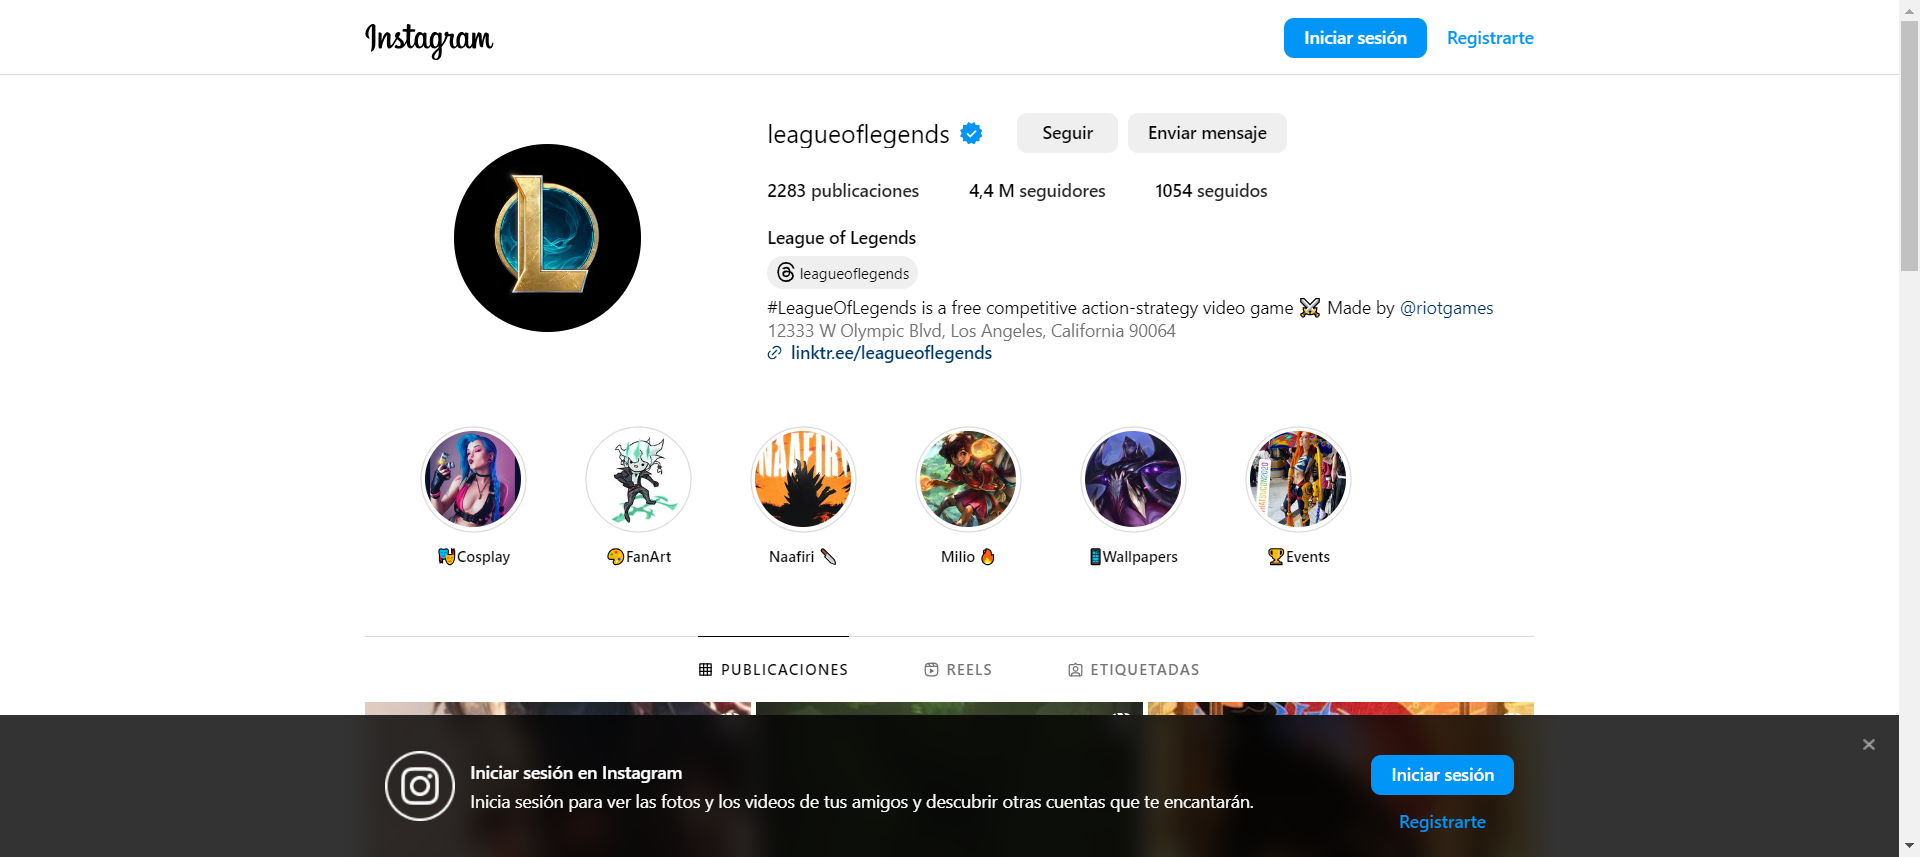 Instagram
Iniciar sesión
Registrarte
leagueoflegends
Seguir
Enviar mensaje
2283 publicaciones
4,4 M seguidores
1054 seguidos
League of Legends
leagueoflegends
#LeagueOfLegends is a free competitive action-strategy video game ⚔️ Made by @riotgames
12333 W Olympic Blvd, Los Angeles, California 90064
linktr.ee/leagueoflegends
NAAFIRI
🎭Cosplay
🎨FanArt
Naafiri 🔪
Milio 🔥
📱Wallpapers
🏆Events
PUBLICACIONES
REELS
ETIQUETADAS
Iniciar sesión en Instagram
Inicia sesión para ver las fotos y los videos de tus amigos y descubrir otras cuentas que te encantarán.
Iniciar sesión
Registrarte